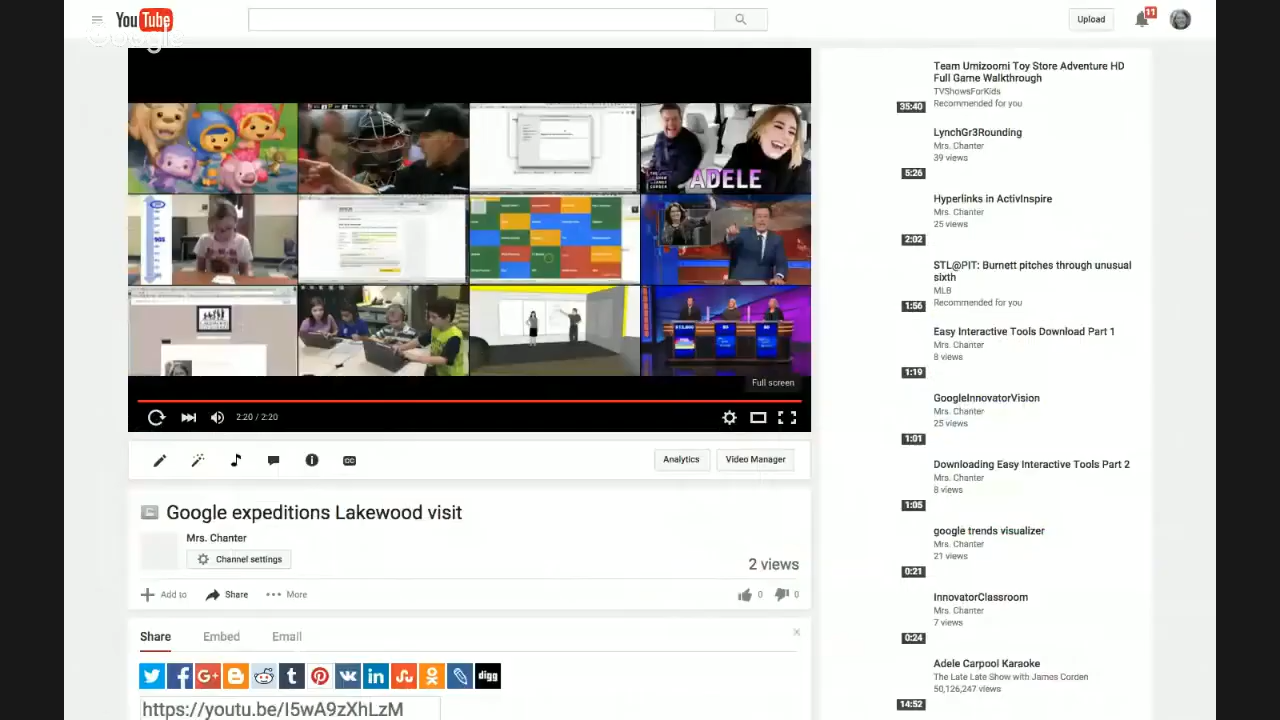 YouTube
Google
Upload
11
ADELE
Full screen
2:20 / 2:20
Analytics
Video Manager
Google expeditions Lakewood visit
Mrs. Chanter
Channel settings
2 views
Add to
Share
More
0
0
Share
Embed
Email
digg
https://youtu.be/I5wA9zXhLzM
Team Umizoomi Toy Store Adventure HD
Full Game Walkthrough
TVShowsForKids
Recommended for you
35:40
LynchGr3Rounding
Mrs. Chanter
39 views
5:26
Hyperlinks in ActivInspire
Mrs. Chanter
25 views
2:02
STL@PIT: Burnett pitches through unusual
sixth
MLB
Recommended for you
1:56
Easy Interactive Tools Download Part 1
Mrs. Chanter
8 views
1:19
GoogleInnovatorVision
Mrs. Chanter
25 views
1:01
Downloading Easy Interactive Tools Part 2
Mrs. Chanter
8 views
1:05
google trends visualizer
Mrs. Chanter
21 views
0:21
InnovatorClassroom
Mrs. Chanter
7 views
0:24
Adele Carpool Karaoke
The Late Late Show with James Corden
50,126,247 views
14:52